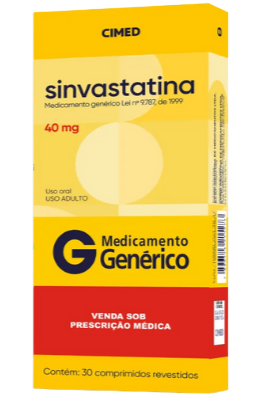 CIMED
sinvastatina
Medicamento genérico Lei nº 9.787, de 1999
40 mg
Uso oral
USO ADULTO
G Medicamento
Genérico
VENDA SOB
PRESCRIÇÃO MÉDICA
Contém: 30 comprimidos revestidos
CIMED